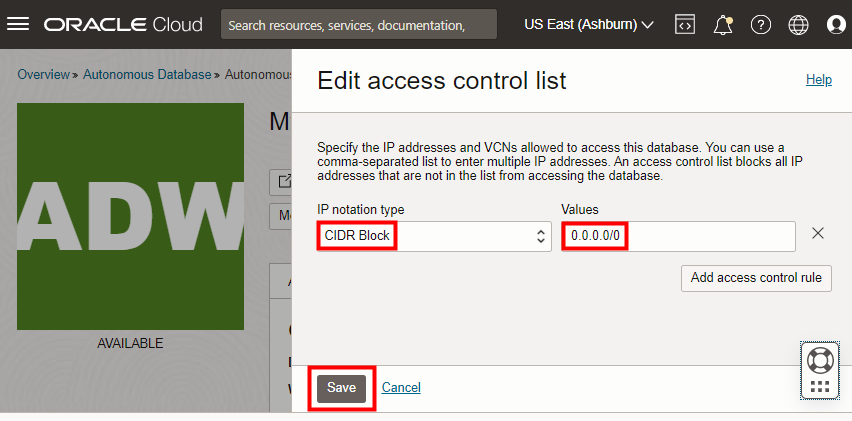 ORACLE Cloud
Search resources, services, documentation,
US East (Ashburn)
Overview » Autonomous Database » Autonomous
ADW
AVAILABLE
Edit access control list
Help
Specify the IP addresses and VCNs allowed to access this database. You can use a
comma-separated list to enter multiple IP addresses. An access control list blocks all IP
addresses that are not in the list from accessing the database.
IP notation type
Values
CIDR Block
0.0.0.0/0
Add access control rule
Save
Cancel